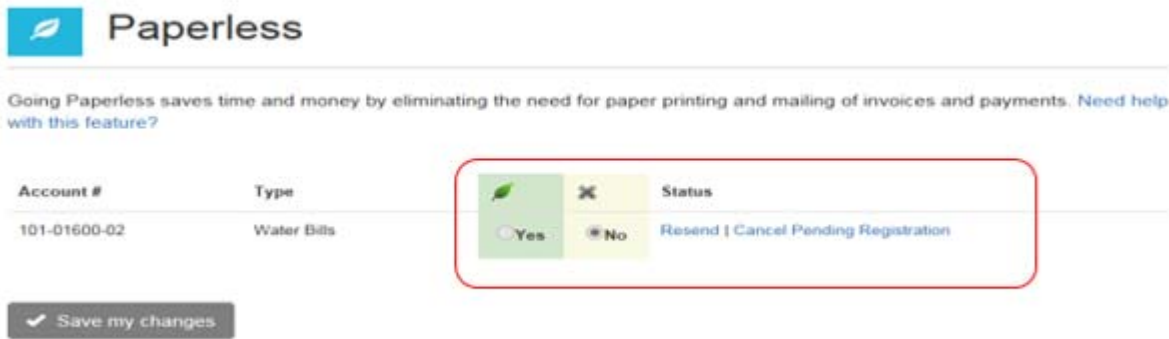 Paperless
Going Paperless saves time and money by eliminating the need for paper printing and mailing of invoices and payments. Need help
with this feature?
Account # Type Status
101-01600-02 Water Bills Yes No Resend | Cancel Pending Registration
Save my changes